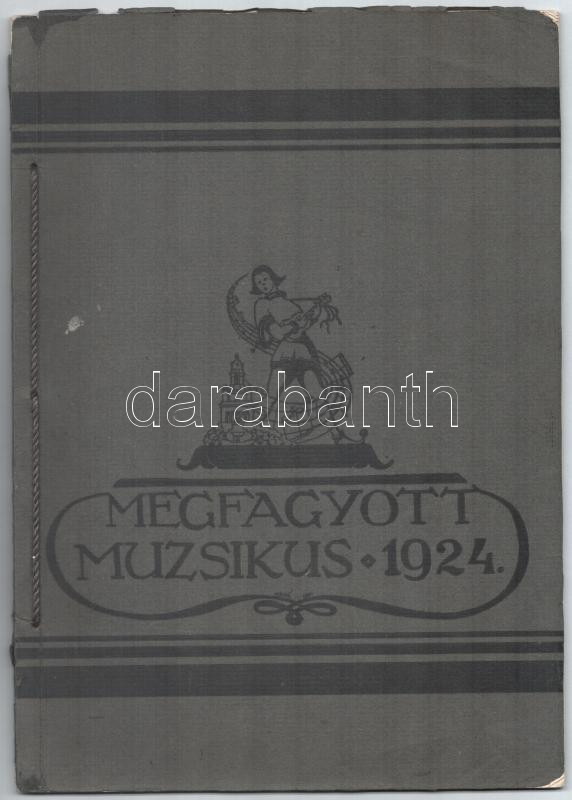 darabanth
MEGFAGYOTT
MUZSIKUS ⬥ 1924.